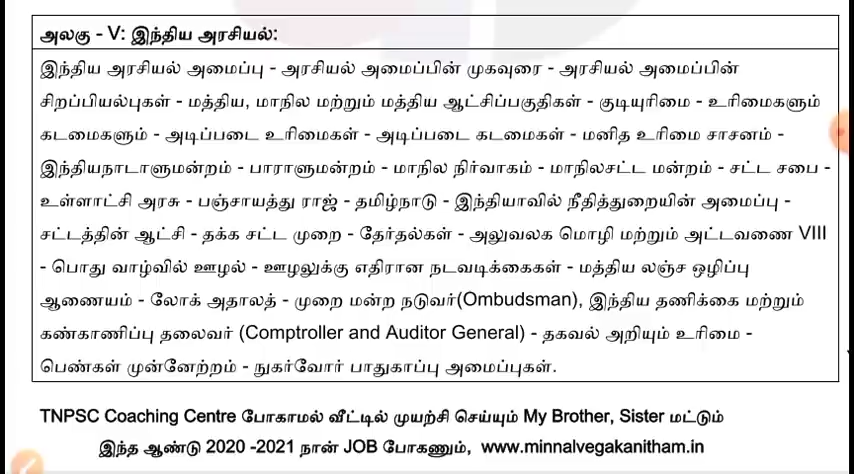 அலகு - V: இந்திய அரசியல்:
இந்திய அரசியல் அமைப்பு - அரசியல் அமைப்பின் முகவுரை - அரசியல் அமைப்பின்
சிறப்பியல்புகள் - மத்திய, மாநில மற்றும் மத்திய ஆட்சிப்பகுதிகள் - குடியுரிமை - உரிமைகளும்
கடமைகளும் - அடிப்படை உரிமைகள் - அடிப்படை கடமைகள் - மனித உரிமை சாசனம் -
இந்தியநாடாளுமன்றம் - பாராளுமன்றம் - மாநில நிர்வாகம் - மாநிலசட்ட மன்றம் - சட்ட சபை -
உள்ளாட்சி அரசு - பஞ்சாயத்து ராஜ் - தமிழ்நாடு - இந்தியாவில் நீதித்துறையின் அமைப்பு -
சட்டத்தின் ஆட்சி - தக்க சட்ட முறை - தேர்தல்கள் - அலுவலக மொழி மற்றும் அட்டவணை VIII
- பொது வாழ்வில் ஊழல் - ஊழலுக்கு எதிரான நடவடிக்கைகள் - மத்திய லஞ்ச ஒழிப்பு
ஆணையம் - லோக் அதாலத் - முறை மன்ற நடுவர்(Ombudsman), இந்திய தணிக்கை மற்றும்
கண்காணிப்பு தலைவர் (Comptroller and Auditor General) - தகவல் அறியும் உரிமை -
பெண்கள் முன்னேற்றம் - நுகர்வோர் பாதுகாப்பு அமைப்புகள்.
TNPSC Coaching Centre போகாமல் வீட்டில் முயற்சி செய்யும் My Brother, Sister மட்டும்
இந்த ஆண்டு 2020 -2021 நான் JOB போகணும், www.minnalvegakanitham.in